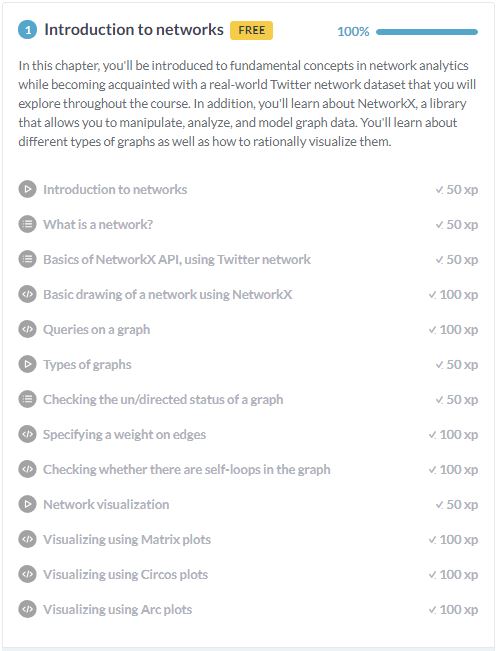 1 Introduction to networks FREE 100%
In this chapter, you'll be introduced to fundamental concepts in network analytics
while becoming acquainted with a real-world Twitter network dataset that you will
explore throughout the course. In addition, you'll learn about NetworkX, a library
that allows you to manipulate, analyze, and model graph data. You'll learn about
different types of graphs as well as how to rationally visualize them.
Introduction to networks ✓ 50 xp
What is a network? ✓ 50 xp
Basics of NetworkX API, using Twitter network ✓ 50 xp
Basic drawing of a network using NetworkX ✓ 100 xp
Queries on a graph ✓ 100 xp
Types of graphs ✓ 50 xp
Checking the un/directed status of a graph ✓ 50 xp
Specifying a weight on edges ✓ 100 xp
Checking whether there are self-loops in the graph ✓ 100 xp
Network visualization ✓ 50 xp
Visualizing using Matrix plots ✓ 100 xp
Visualizing using Circos plots ✓ 100 xp
Visualizing using Arc plots ✓ 100 xp